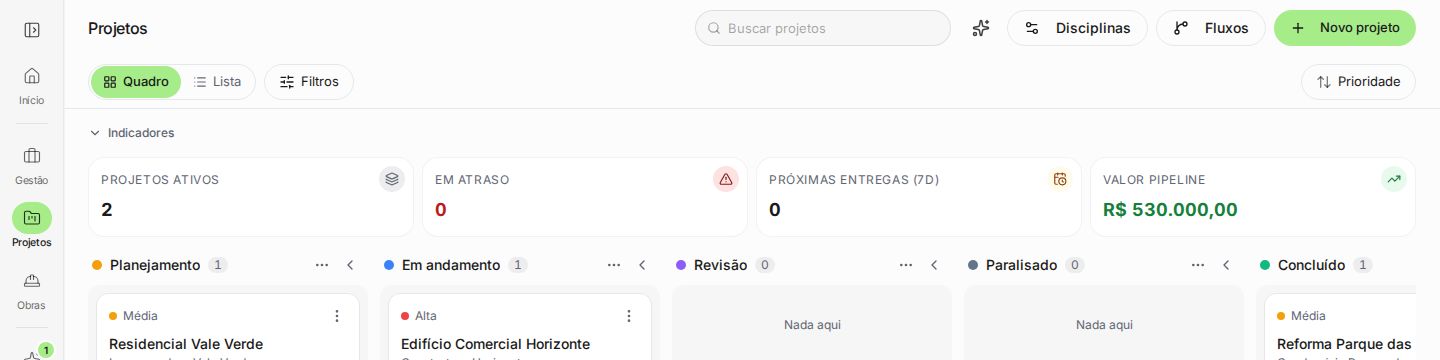 Projetos
Buscar projetos
Disciplinas
Fluxos
Novo projeto
Início
Gestão
Projetos
Obras
1
Quadro
Lista
Filtros
Prioridade
Indicadores
PROJETOS ATIVOS
2
EM ATRASO
0
PRÓXIMAS ENTREGAS (7D)
0
VALOR PIPELINE
R$ 530.000,00
Planejamento 1
Em andamento 1
Revisão 0
Paralisado 0
Concluído 1
Média
Residencial Vale Verde
Alta
Edifício Comercial Horizonte
Nada aqui
Nada aqui
Média
Reforma Parque das